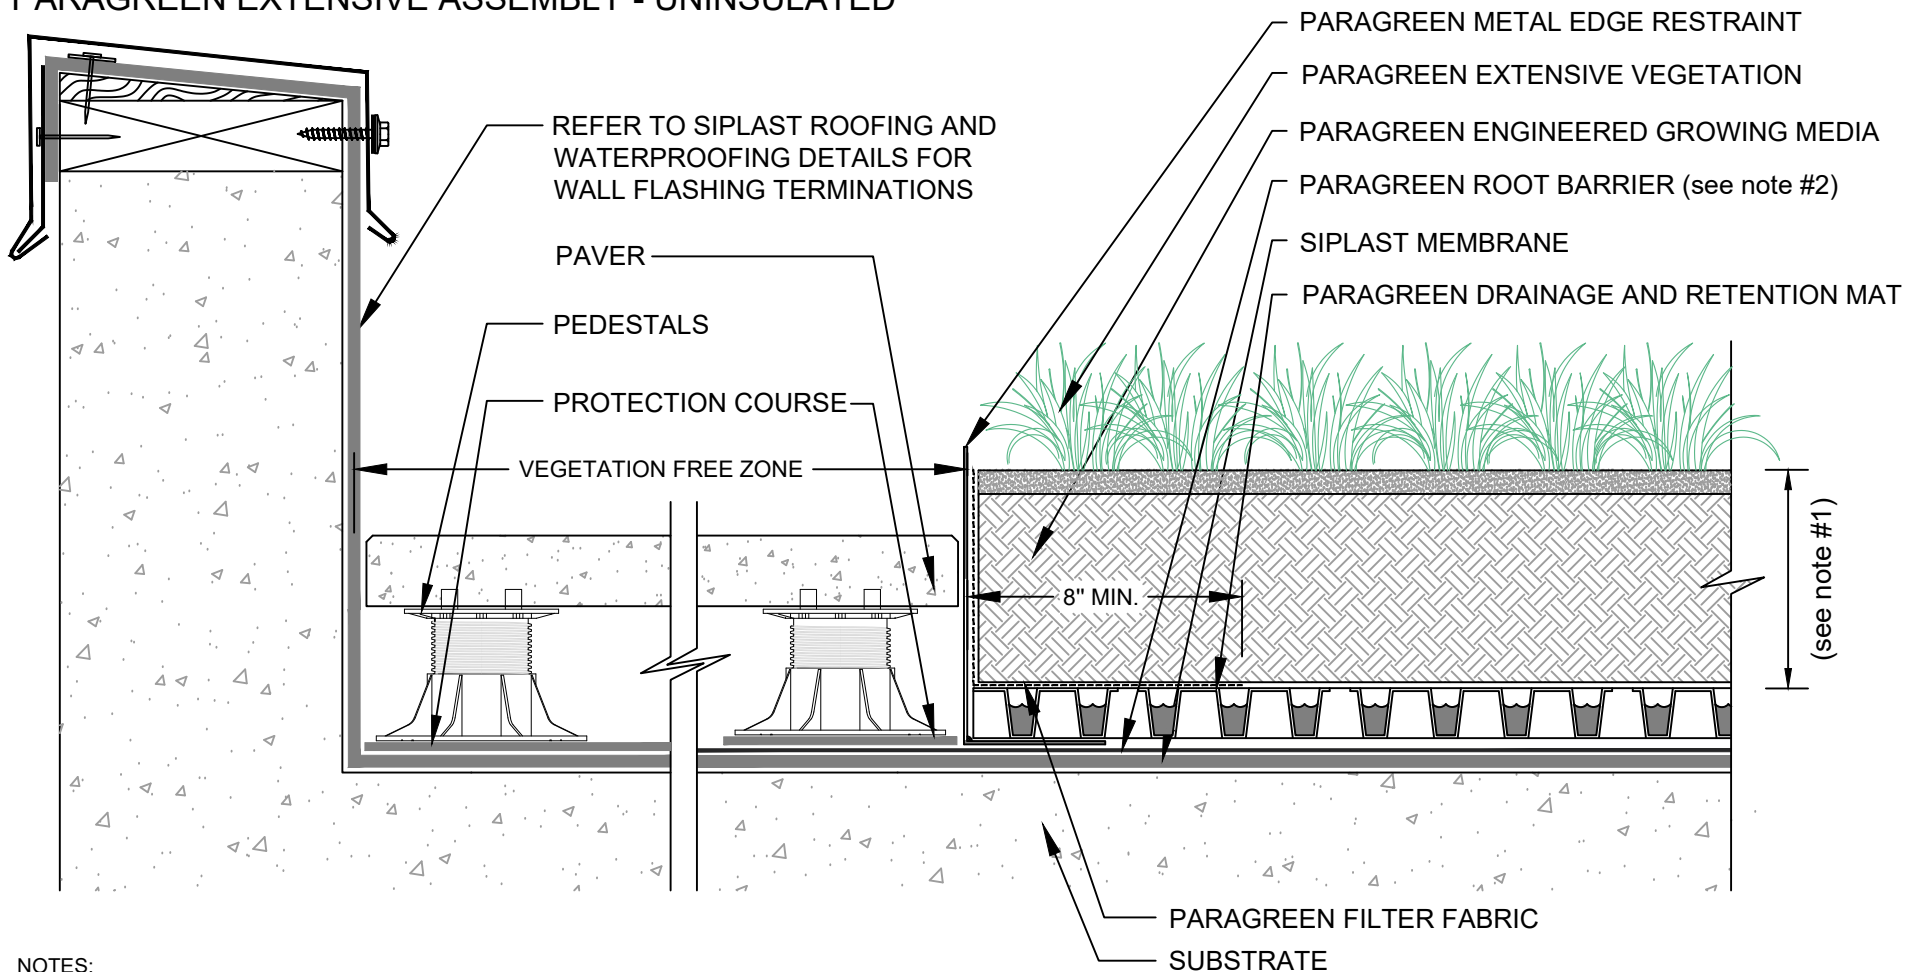 PARAGREEN EXTENSIVE ASSEMBLY - UNINSULATED
PARAGREEN METAL EDGE RESTRAINT
PARAGREEN EXTENSIVE VEGETATION
PARAGREEN ENGINEERED GROWING MEDIA
PARAGREEN ROOT BARRIER (see note #2)
SIPLAST MEMBRANE
PARAGREEN DRAINAGE AND RETENTION MAT
REFER TO SIPLAST ROOFING AND
WATERPROOFING DETAILS FOR
WALL FLASHING TERMINATIONS
PAVER
PEDESTALS
PROTECTION COURSE
VEGETATION FREE ZONE
8" MIN.
(see note #1)
PARAGREEN FILTER FABRIC
SUBSTRATE
NOTES: